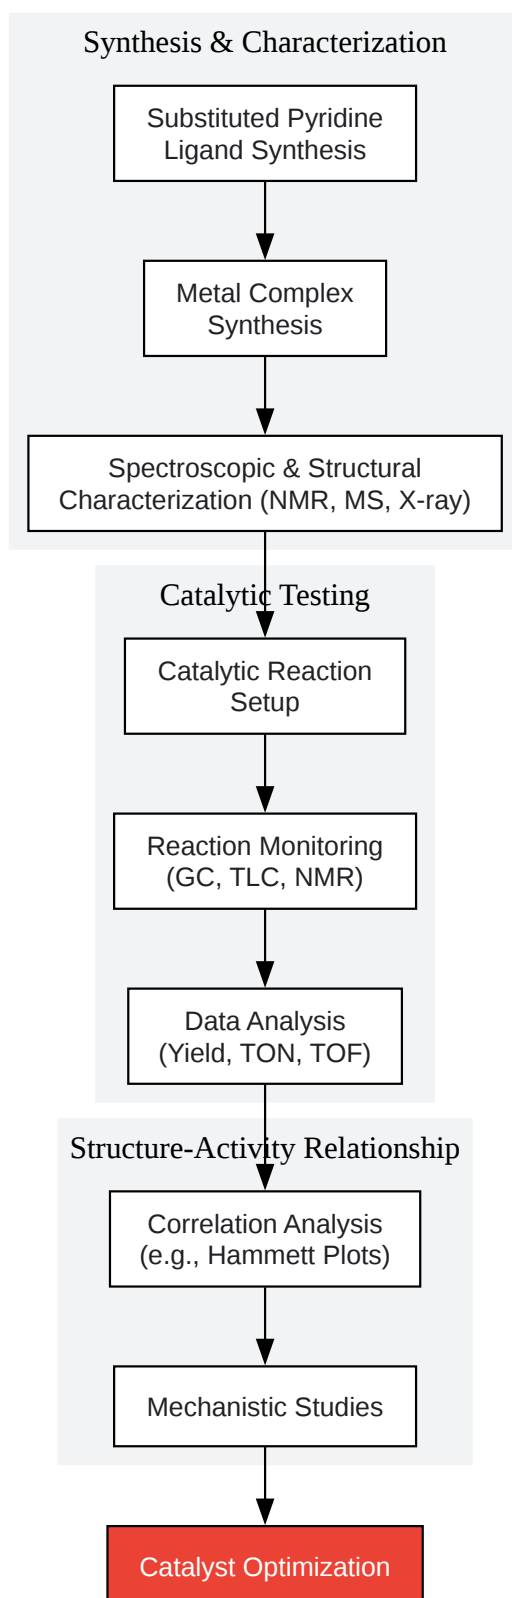 Synthesis & Characterization
Substituted Pyridine
Ligand Synthesis
Metal Complex
Synthesis
Spectroscopic & Structural
Characterization (NMR, MS, X-ray)
Catalytic Testing
Catalytic Reaction
Setup
Reaction Monitoring
(GC, TLC, NMR)
Data Analysis
(Yield, TON, TOF)
Structure-Activity Relationship
Correlation Analysis
(e.g., Hammett Plots)
Mechanistic Studies
Catalyst Optimization